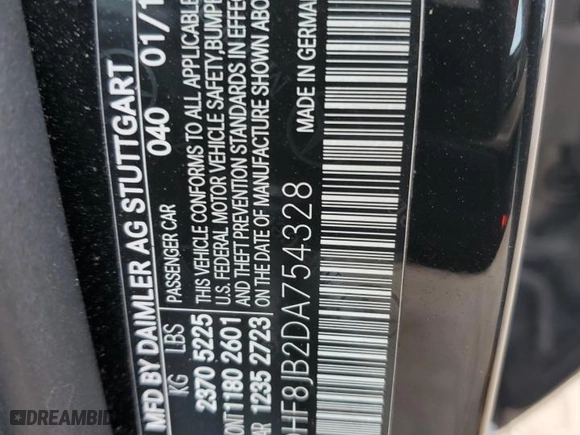 MFD BY DAIMLER AG STUTTGART
040 01/1
KG LBS PASSENGER CAR
2370 5225
ONT1180 2601
AR 1235 2723
THIS VEHICLE CONFORMS TO ALL APPLICABLE
U.S. FEDERAL MOTOR VEHICLE SAFETY, BUMPE
AND THEFT PREVENTION STANDARDS IN EFFE
ON THE DATE OF MANUFACTURE SHOWN ABO
MADE IN GERMAN
HF8JB2DA754328
DREAMBID